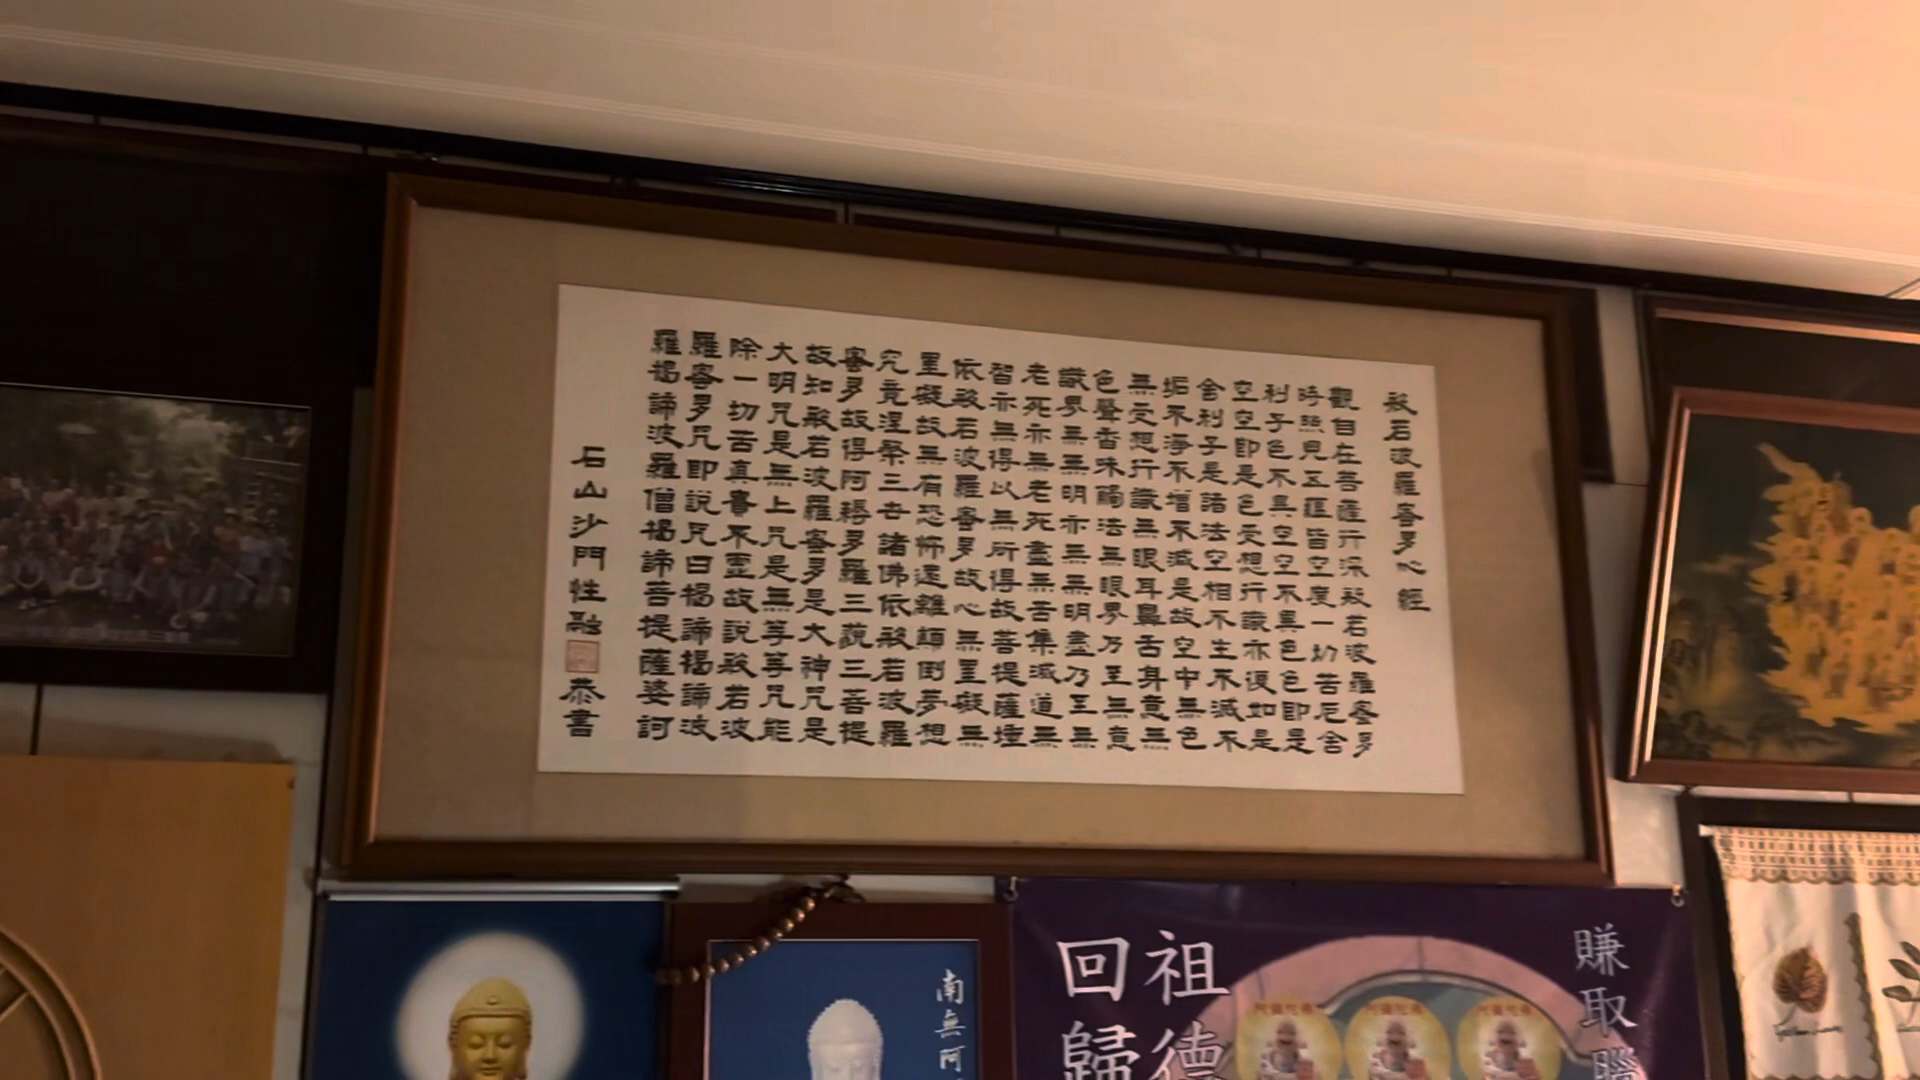 般若波羅蜜多心經
觀自在菩薩行深般若波羅蜜多
時照見五蘊皆空度一切苦厄舍
利子色不異空空不異色色即是
空空即是色受想行識亦復如是
舍利子是諸法空相不生不滅不
垢不淨不增不減是故空中無色
無受想行識無眼耳鼻舌身意無
色聲香味觸法無眼界乃至無意
識界無無明亦無無明盡乃至無
老死亦無老死盡無苦集滅道無
智亦無得以無所得故菩提薩埵
依般若波羅蜜多故心無罣礙無
罣礙故無有恐怖遠離顛倒夢想
究竟涅槃三世諸佛依般若波羅
蜜多故得阿耨多羅三藐三菩提
故知般若波羅蜜多是大神咒是
大明咒是無上咒是無等等咒能
除一切苦真實不虛故說般若波
羅蜜多咒即說咒曰揭諦揭諦波
羅揭諦波羅僧揭諦菩提薩婆訶
石山沙門性融恭書
南無阿
賺取
祖德
回歸
阿彌陀佛
阿彌陀佛
阿彌陀佛